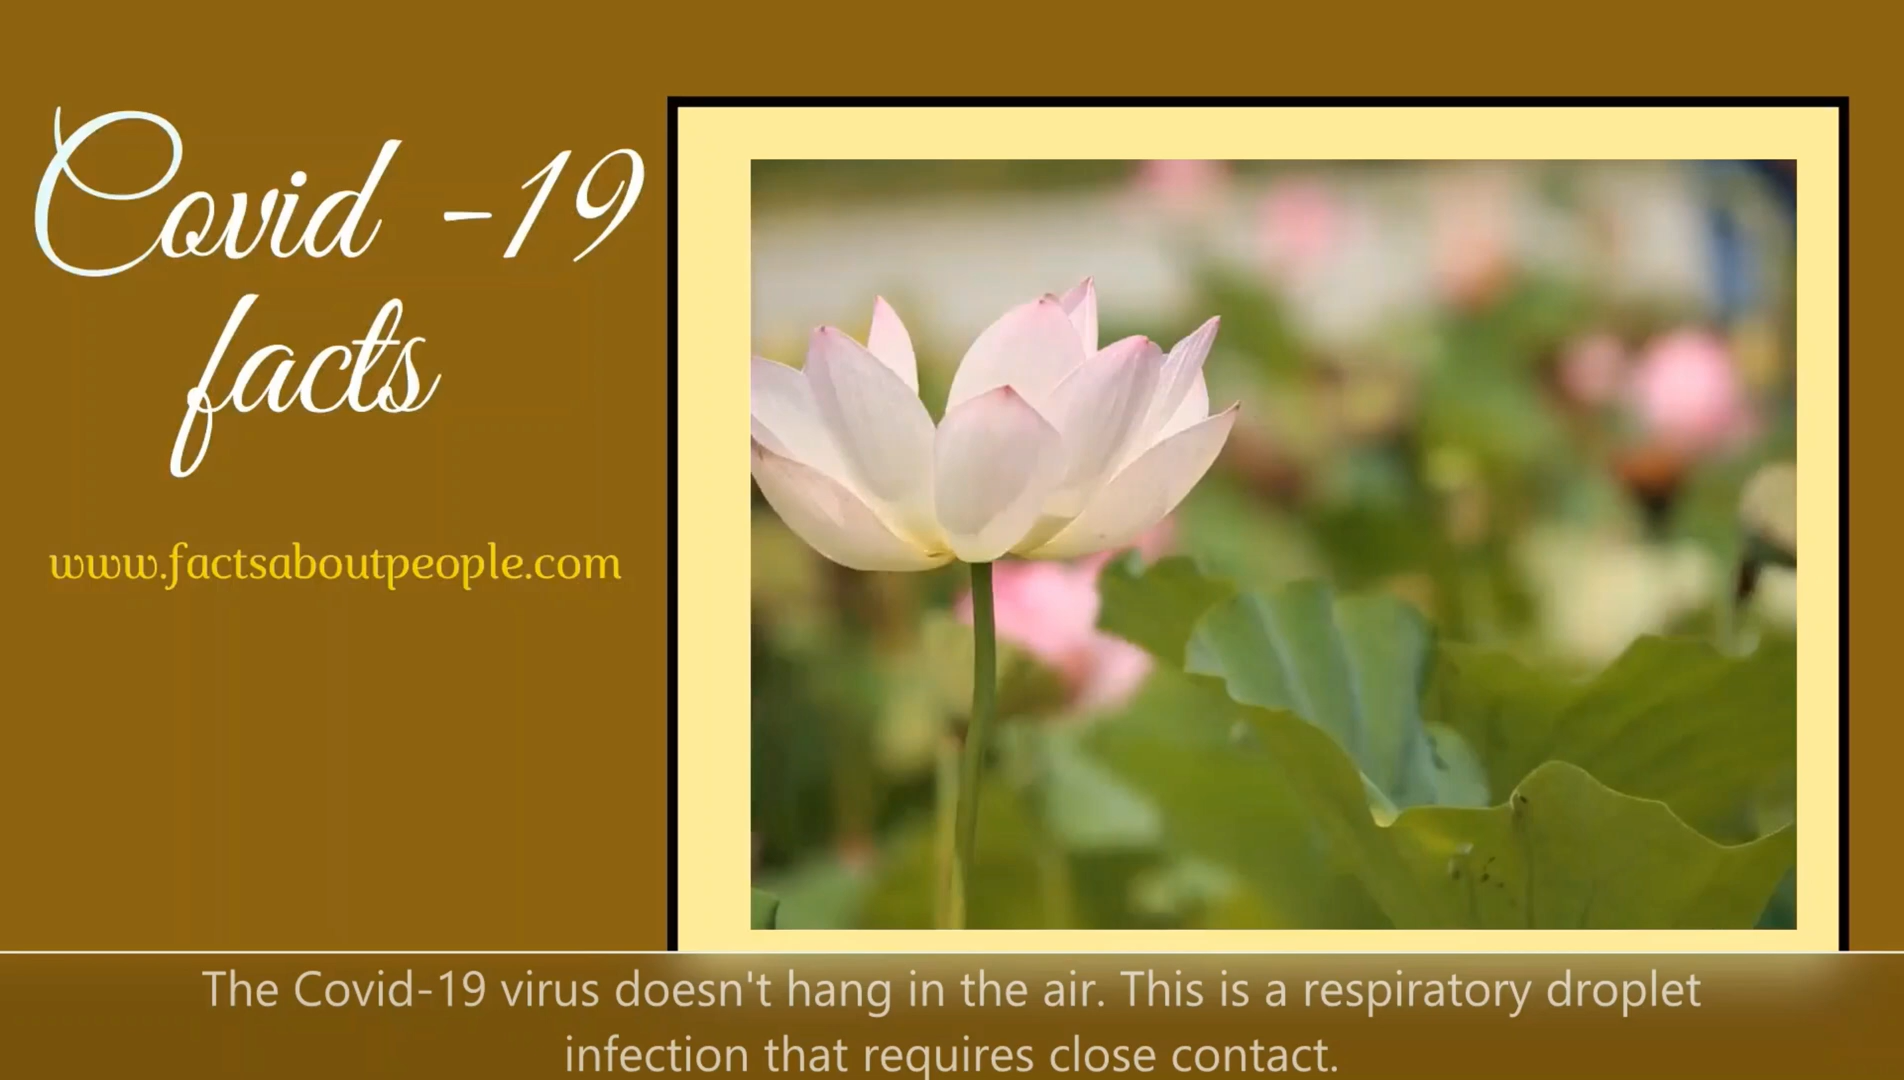 Covid -19
facts
www.factsaboutpeople.com
The Covid-19 virus doesn't hang in the air. This is a respiratory droplet
infection that requires close contact.